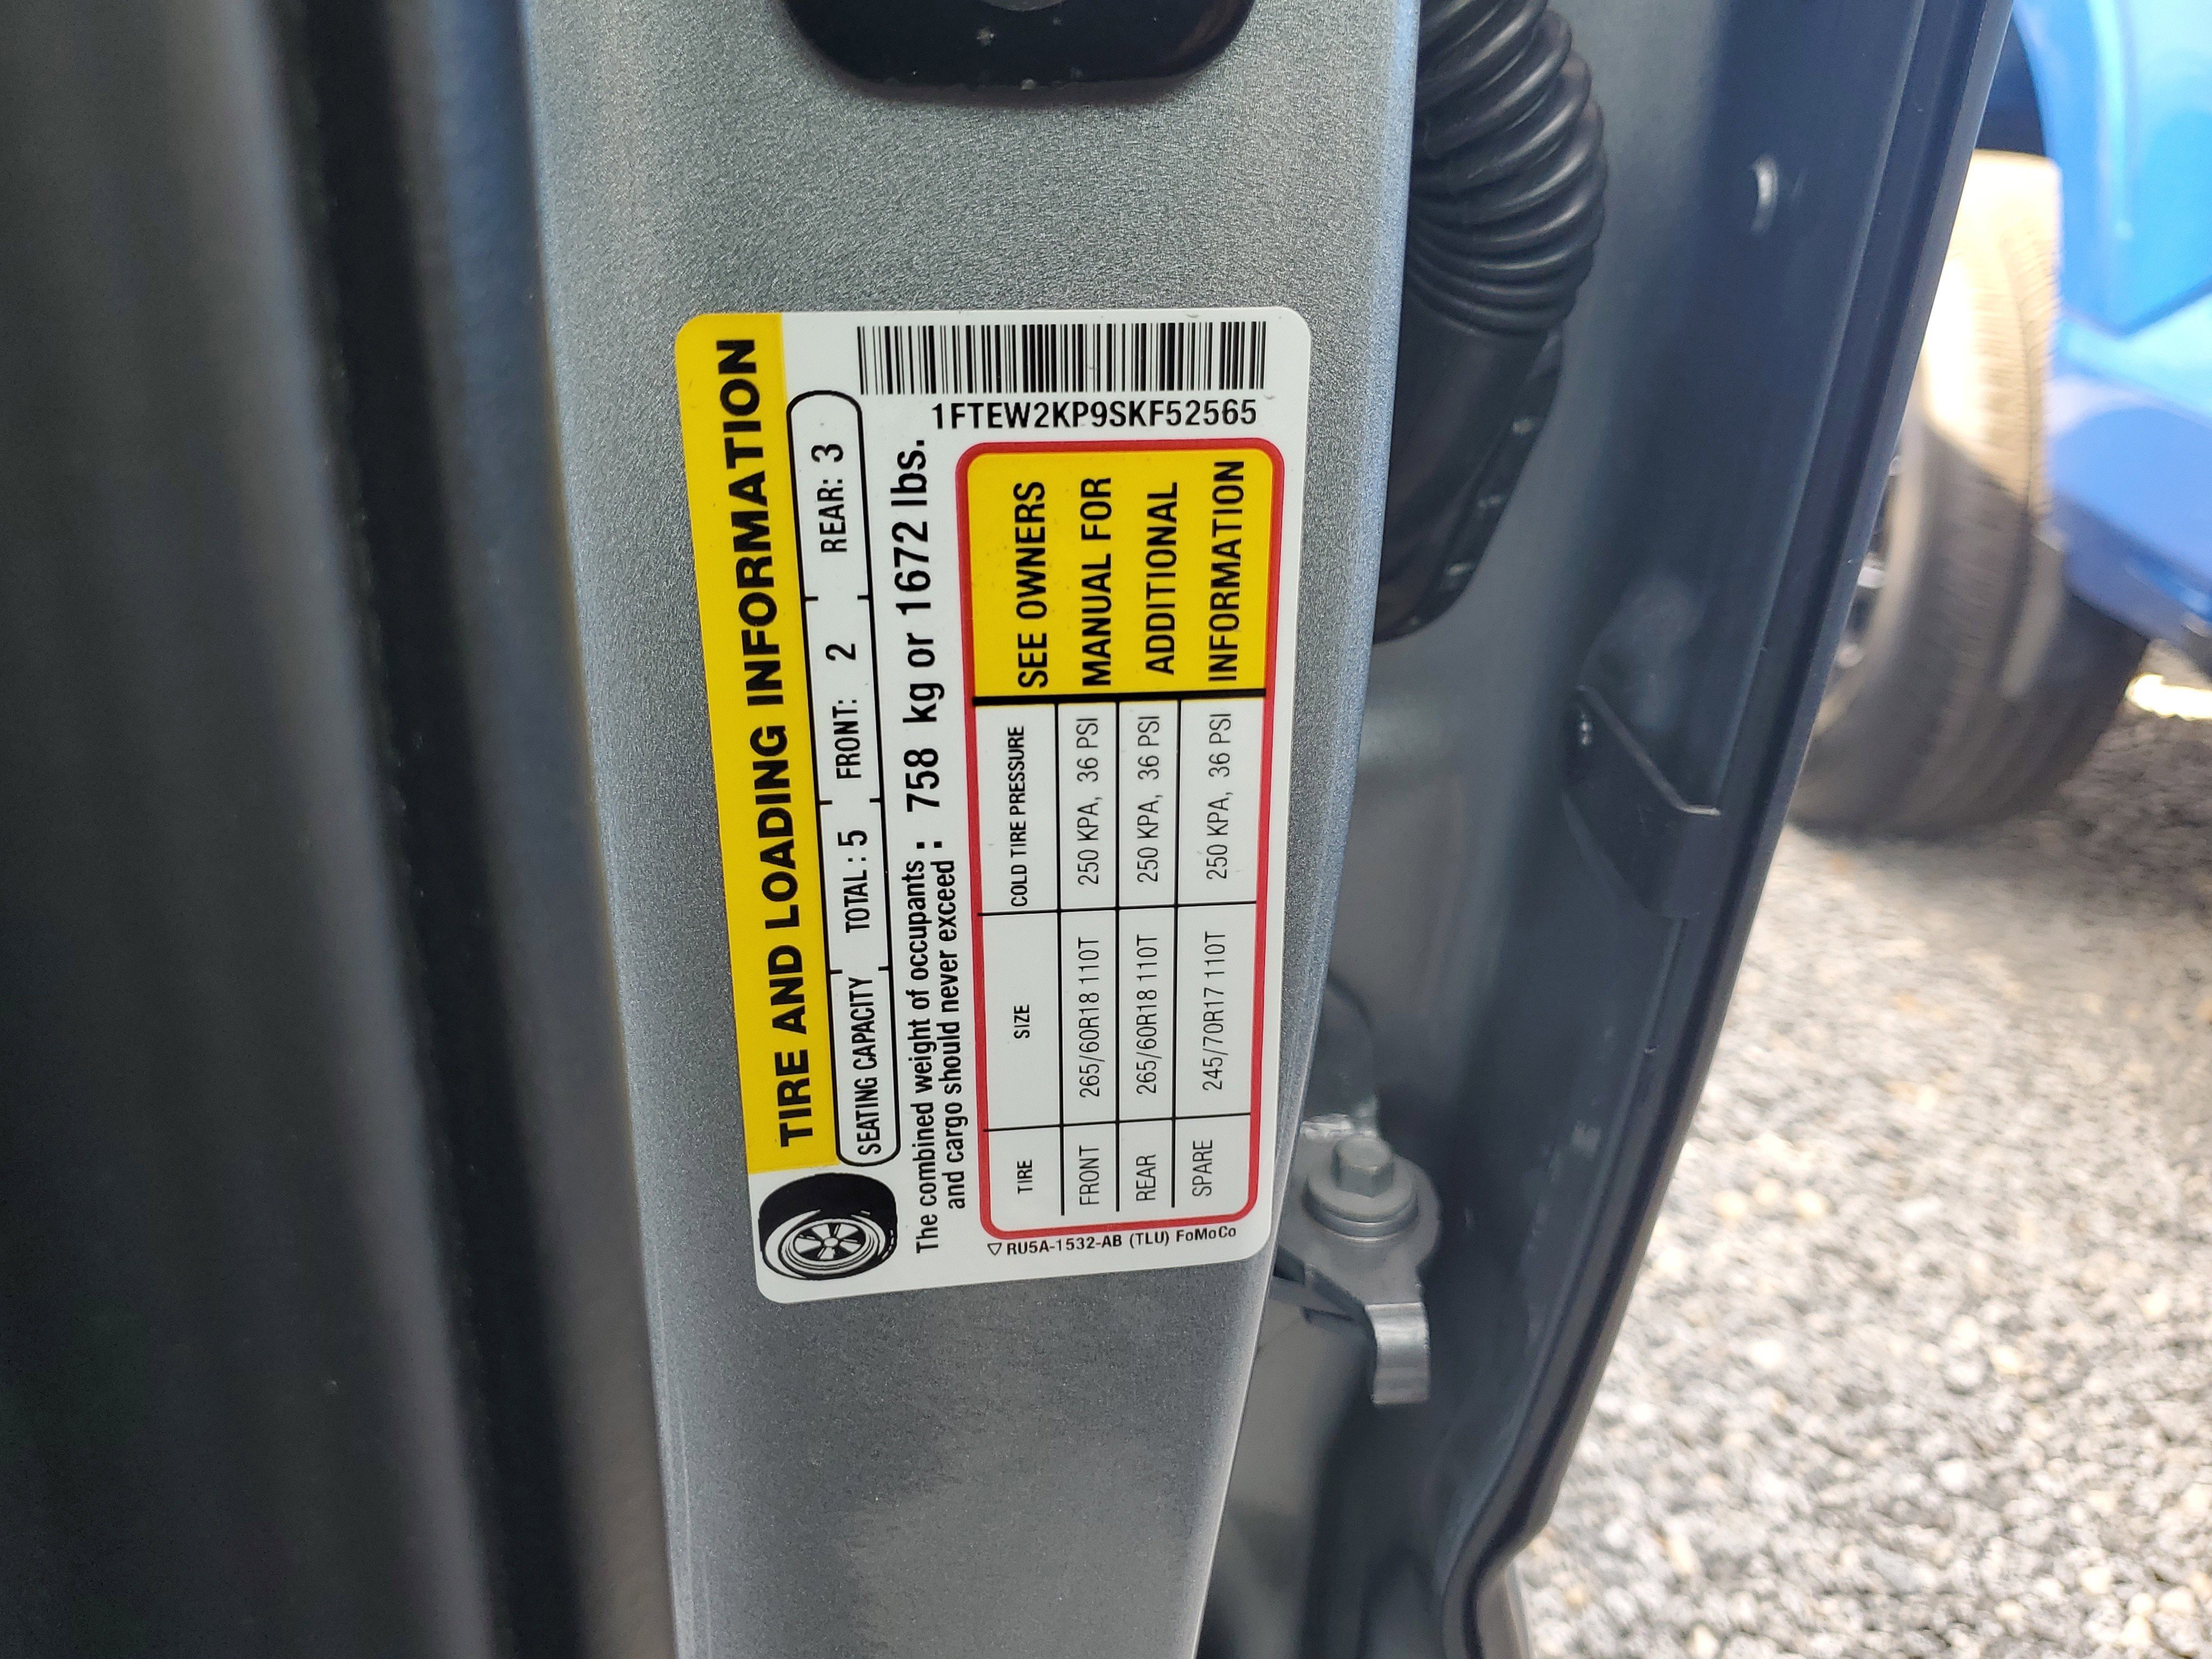 TIRE AND LOADING INFORMATION
SEATING CAPACITY TOTAL : 5 FRONT: 2 REAR: 3
The combined weight of occupants : 758 kg or 1672 lbs.
and cargo should never exceed :
1FTEW2KP9SKF52565
TIRE SIZE COLD TIRE PRESSURE
FRONT 265/60R18 110T 250 KPA, 36 PSI
REAR 265/60R18 110T 250 KPA, 36 PSI
SPARE 245/70R17 110T 250 KPA, 36 PSI
SEE OWNERS
MANUAL FOR
ADDITIONAL
INFORMATION
RU5A-1532-AB (TLU) FoMoCo